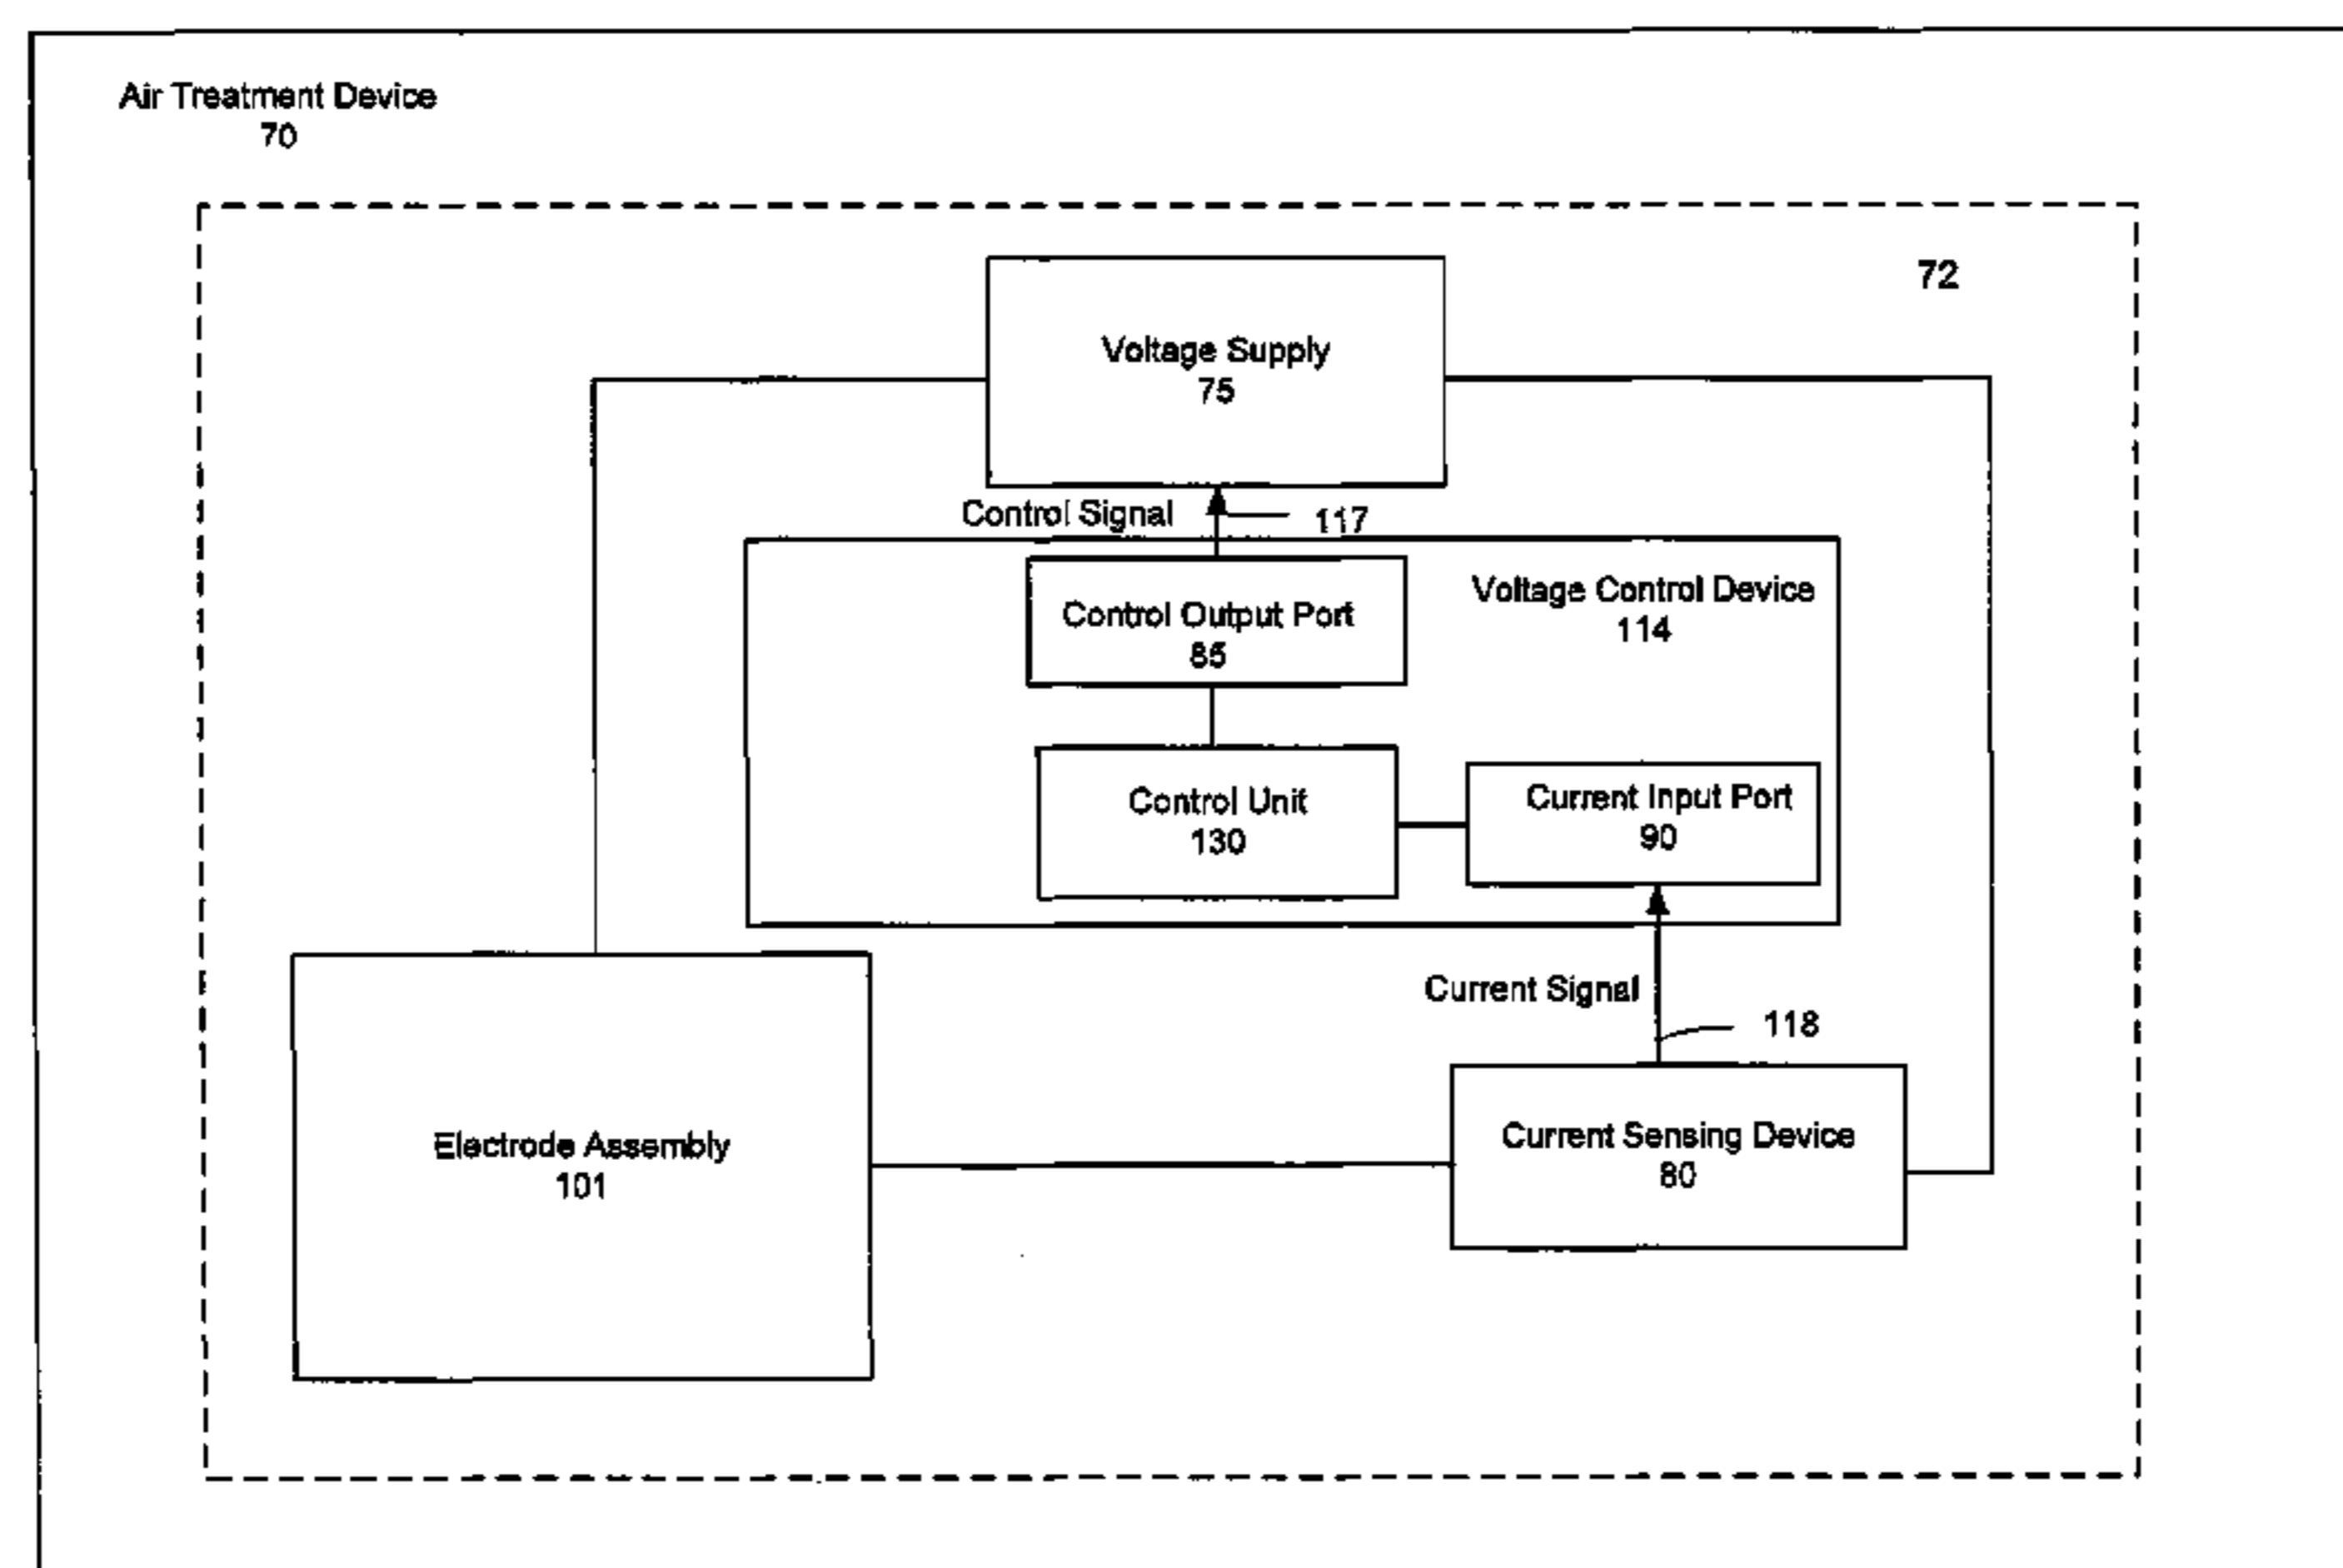 Air Treatment Device
70
72
Voltage Supply
75
Control Signal
117
Voltage Control Device
114
Control Output Port
85
Control Unit
130
Current Input Port
90
Current Signal
118
Electrode Assembly
101
Current Sensing Device
80